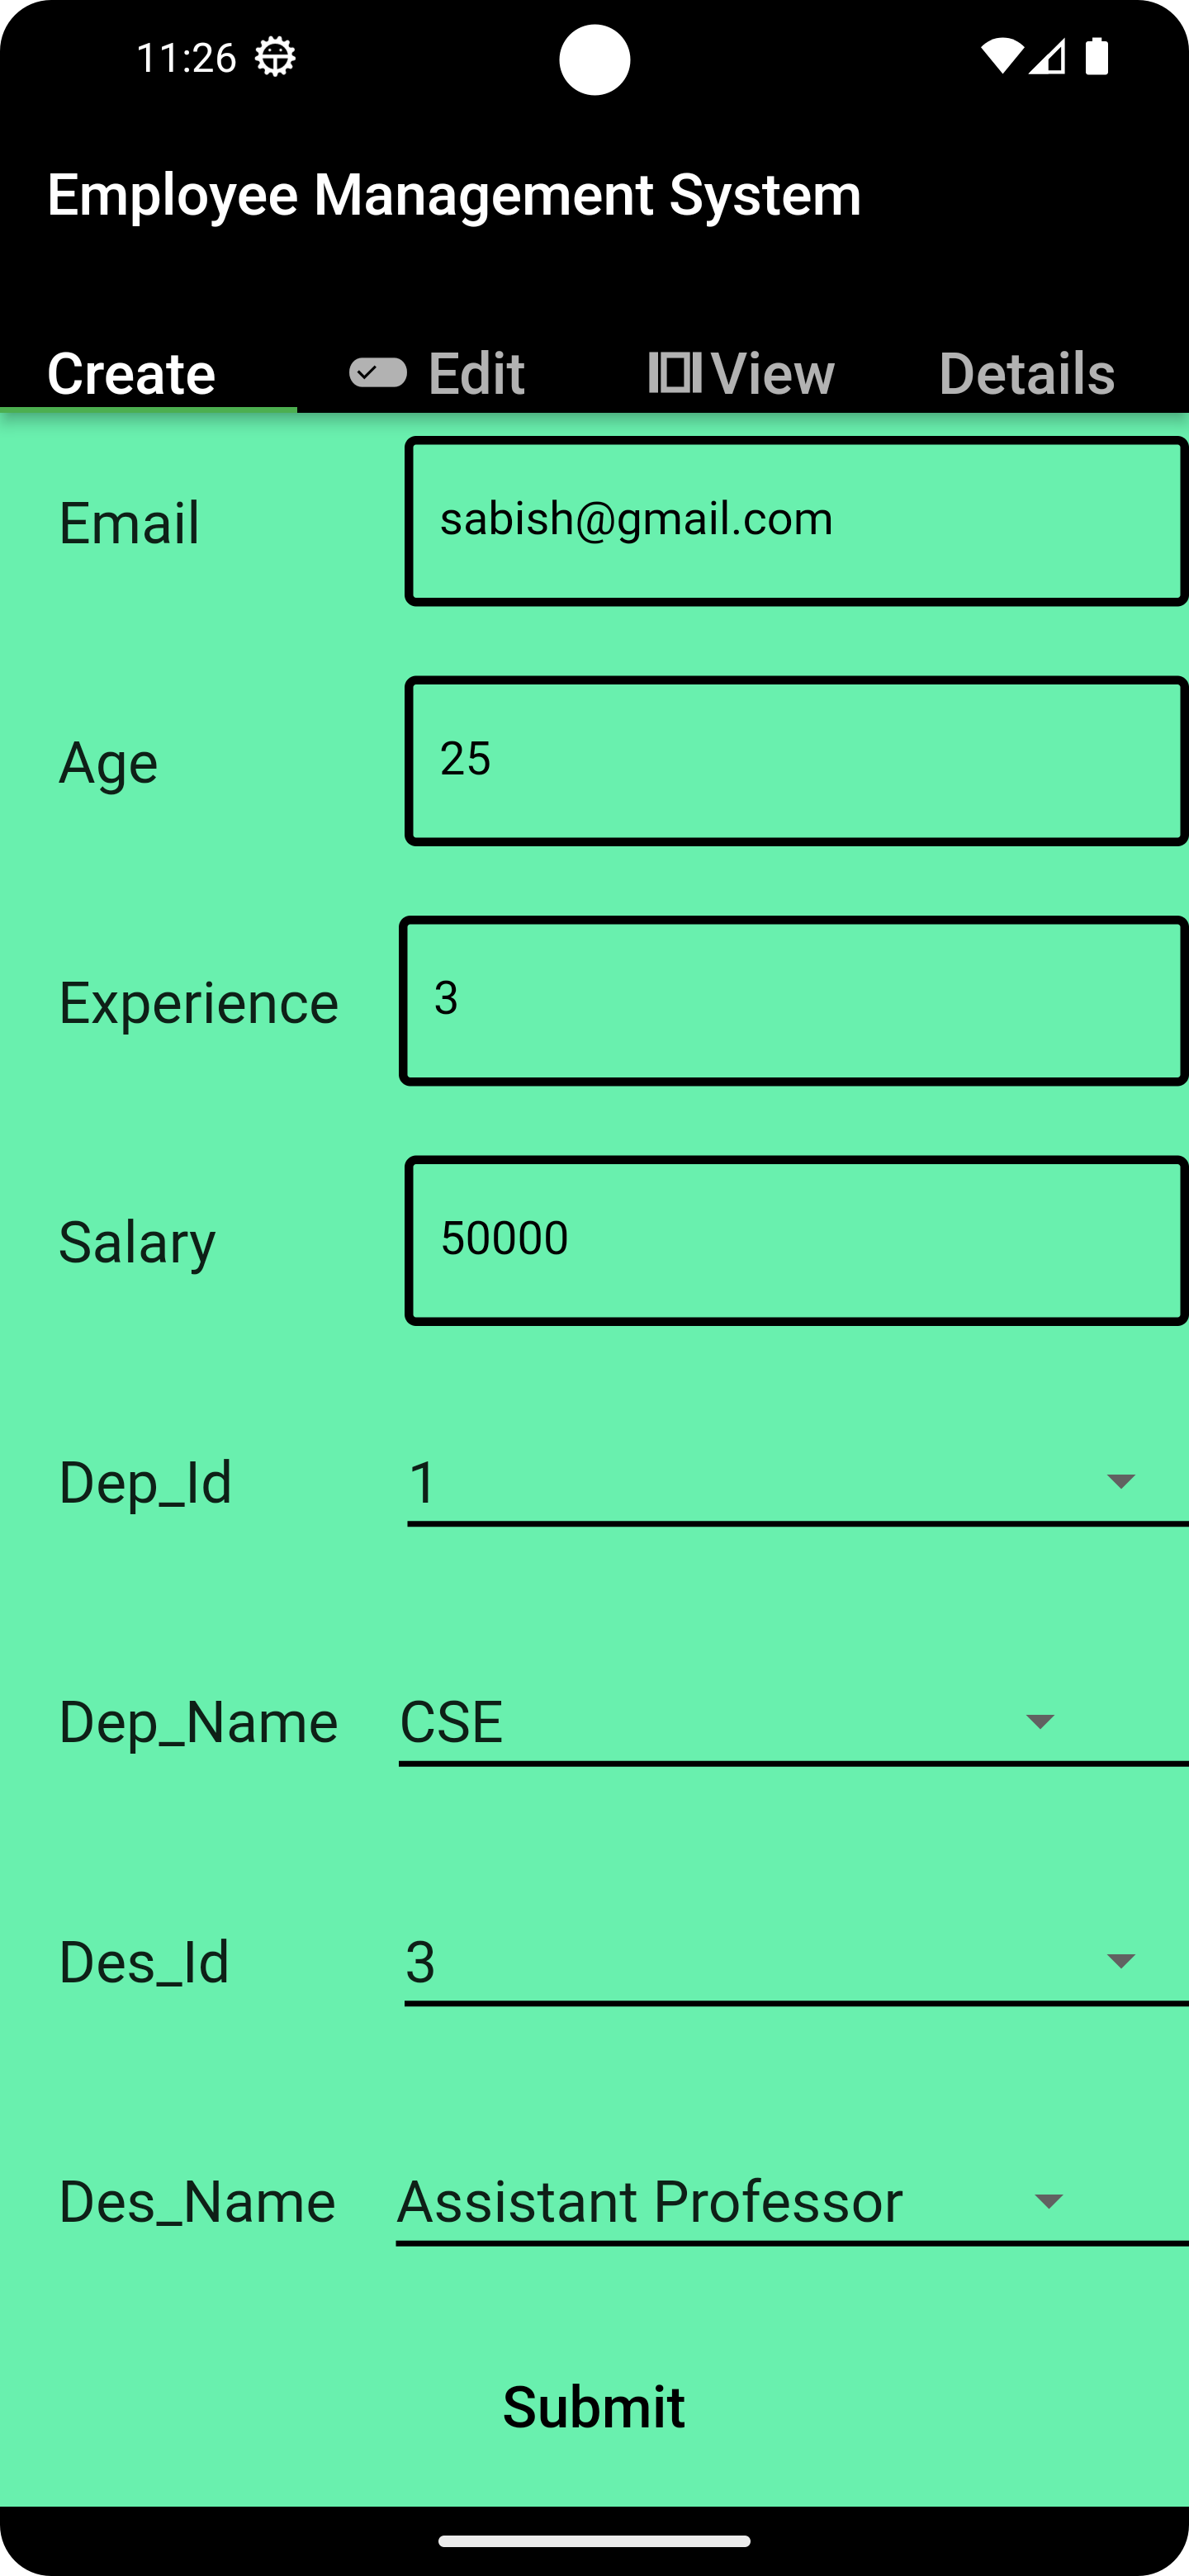 11:26
Employee Management System
Create Edit View Details
Email sabish@gmail.com
Age 25
Experience 3
Salary 50000
Dep_Id 1
Dep_Name CSE
Des_Id 3
Des_Name Assistant Professor
Submit